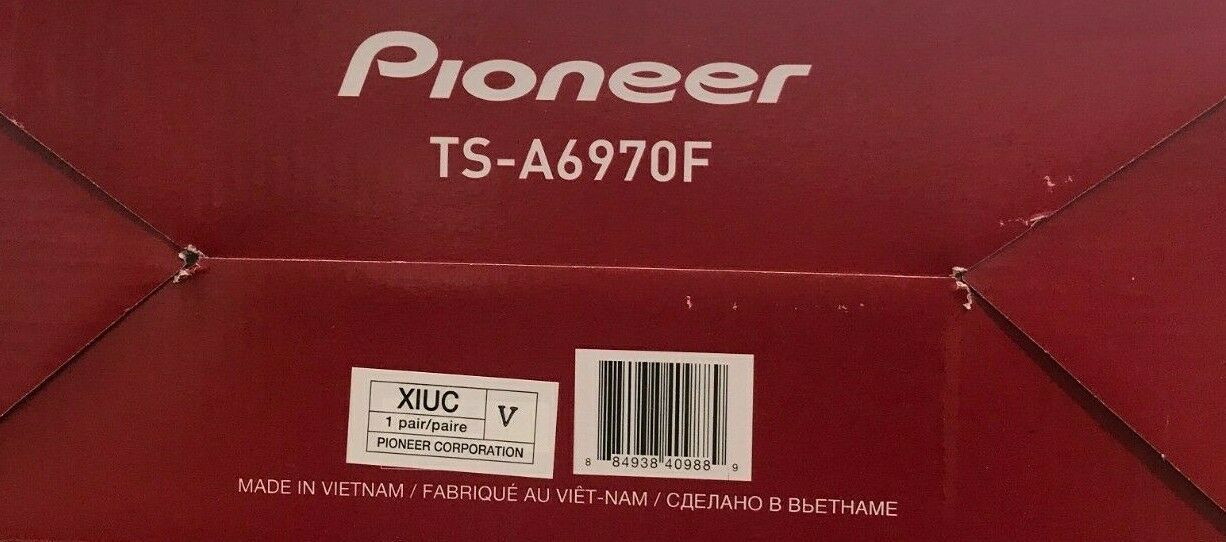 Pioneer
TS-A6970F
XIUC
V
1 pair/paire
PIONEER CORPORATION
8 84938 40988 9
MADE IN VIETNAM / FABRIQUÉ AU VIÊT-NAM / СДЕЛАНО В ВЬЕТНАМЕ